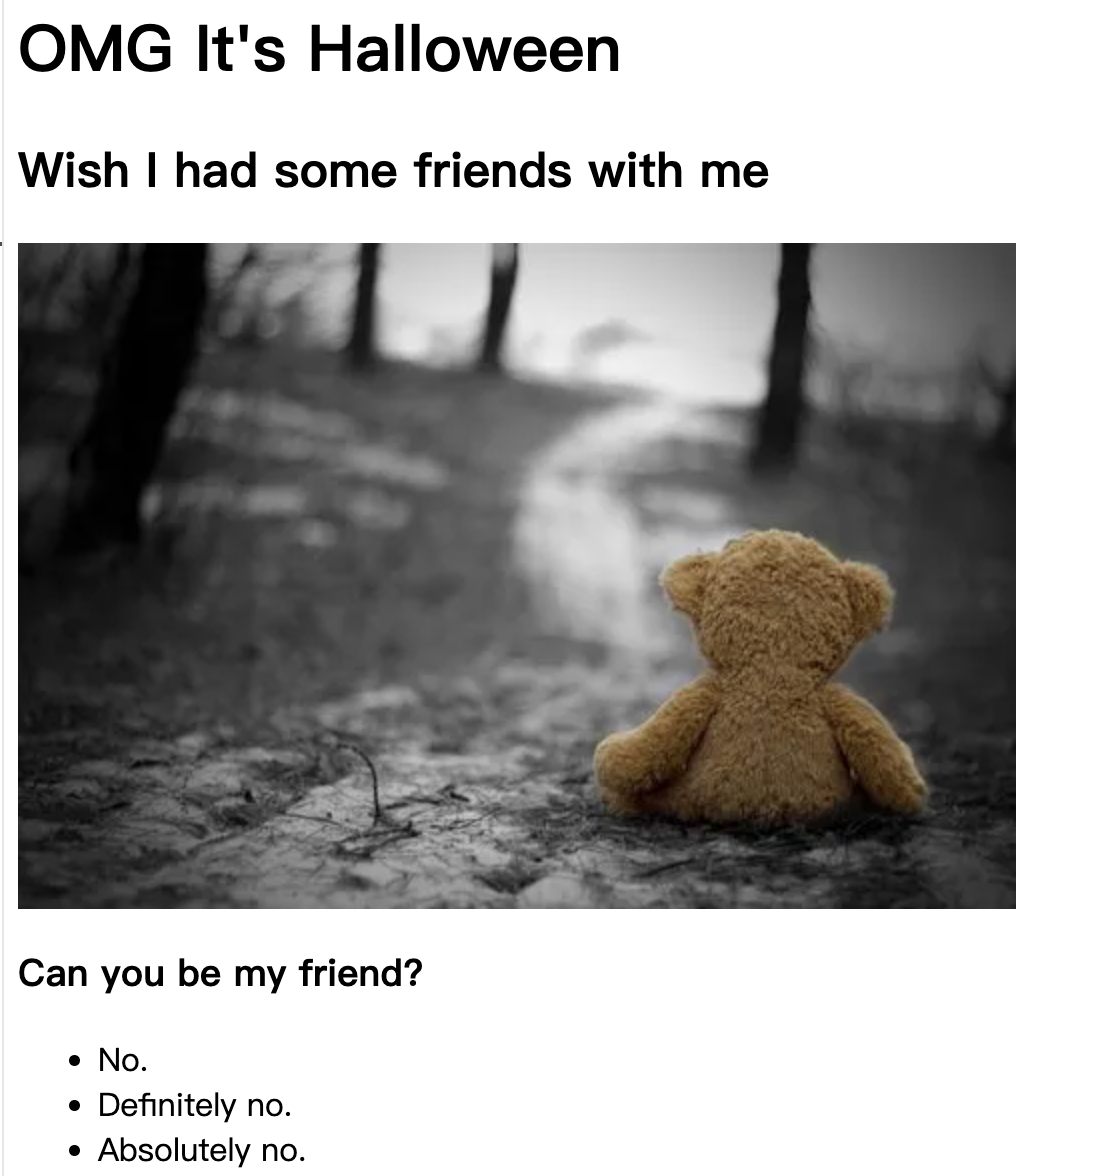 OMG It's Halloween
Wish I had some friends with me
Can you be my friend?
No.
Definitely no.
Absolutely no.